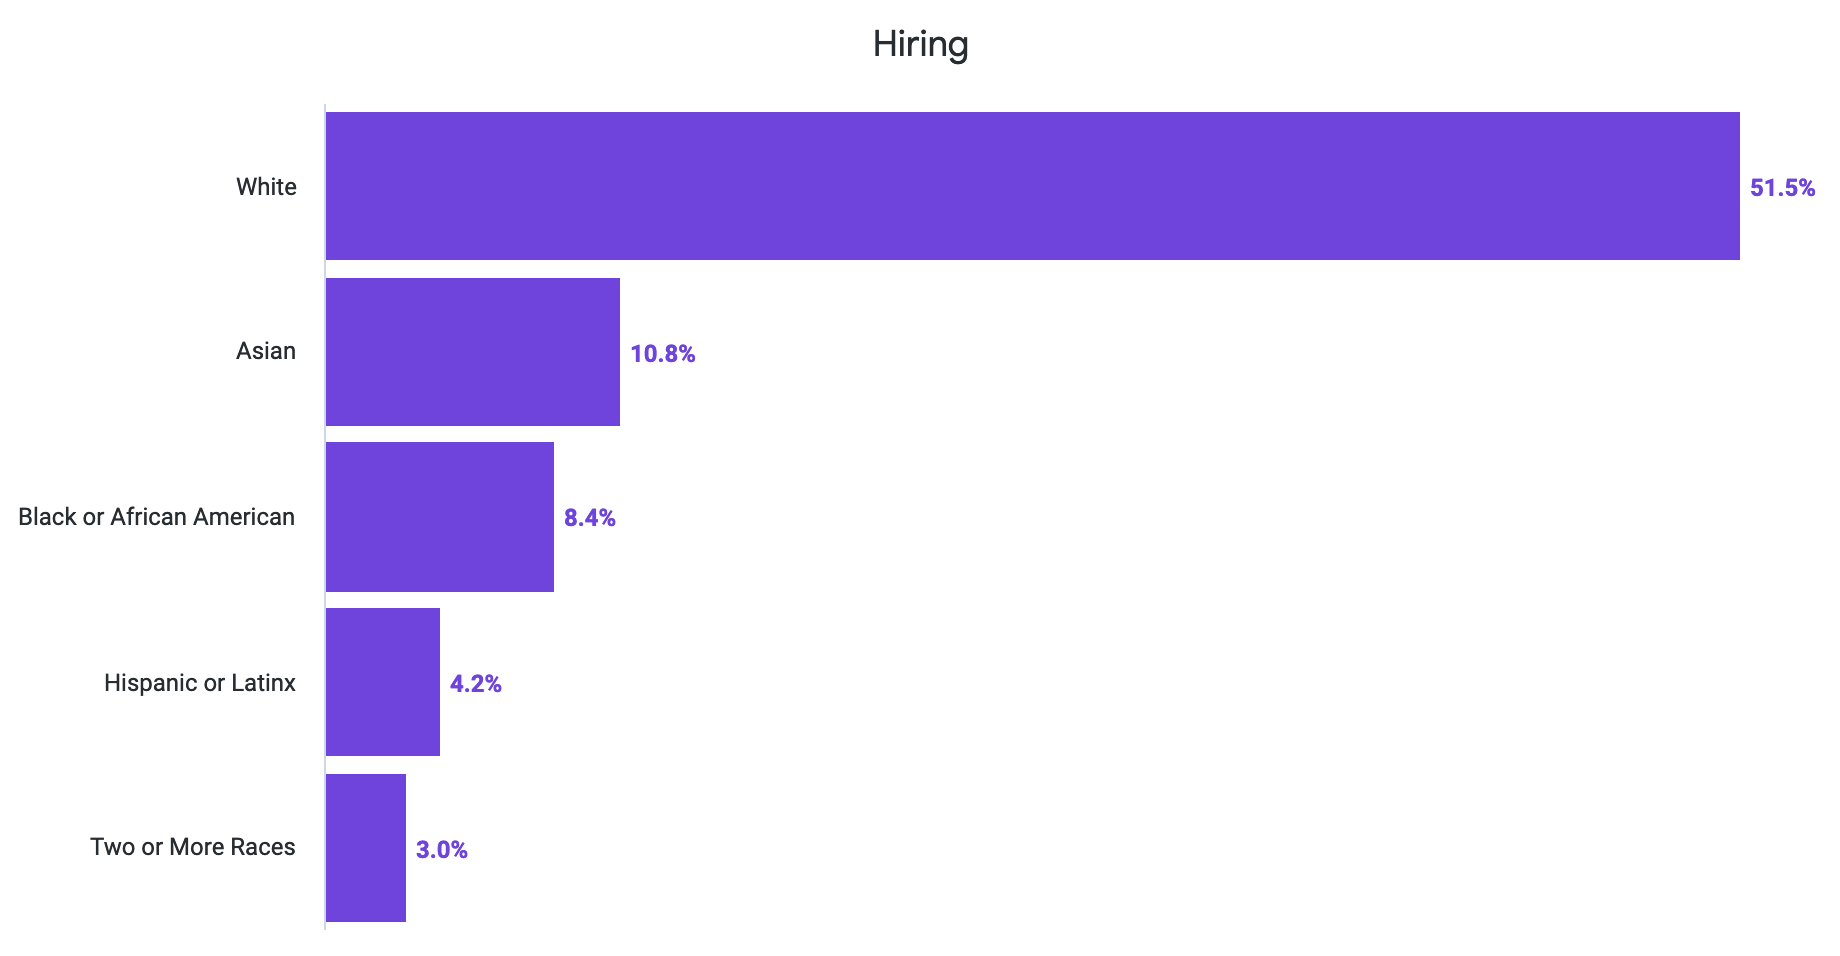 Hiring
White
51.5%
Asian
10.8%
Black or African American
8.4%
Hispanic or Latinx
4.2%
Two or More Races
3.0%